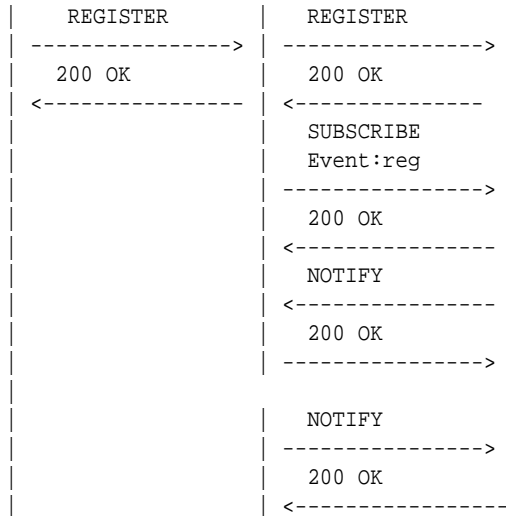 | REGISTER | REGISTER
| ----------------> | ---------------->
| 200 OK | 200 OK
| <---------------- | <---------------
| | SUBSCRIBE
| | Event:reg
| | ---------------->
| | 200 OK
| | <----------------
| | NOTIFY
| | <----------------
| | 200 OK
| | ---------------->
|
| | NOTIFY
| | ---------------->
| | 200 OK
| | <-----------------